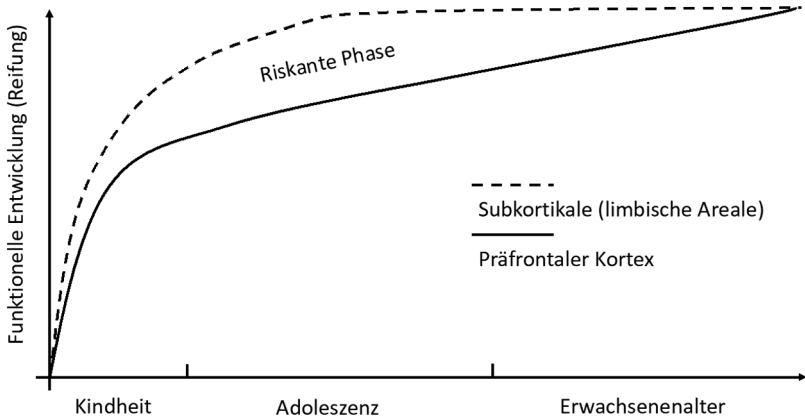 Funktionelle Entwicklung (Reifung)
Riskante Phase
Subkortikale (limbische Areale)
Präfrontaler Kortex
Kindheit
Adoleszenz
Erwachsenenalter